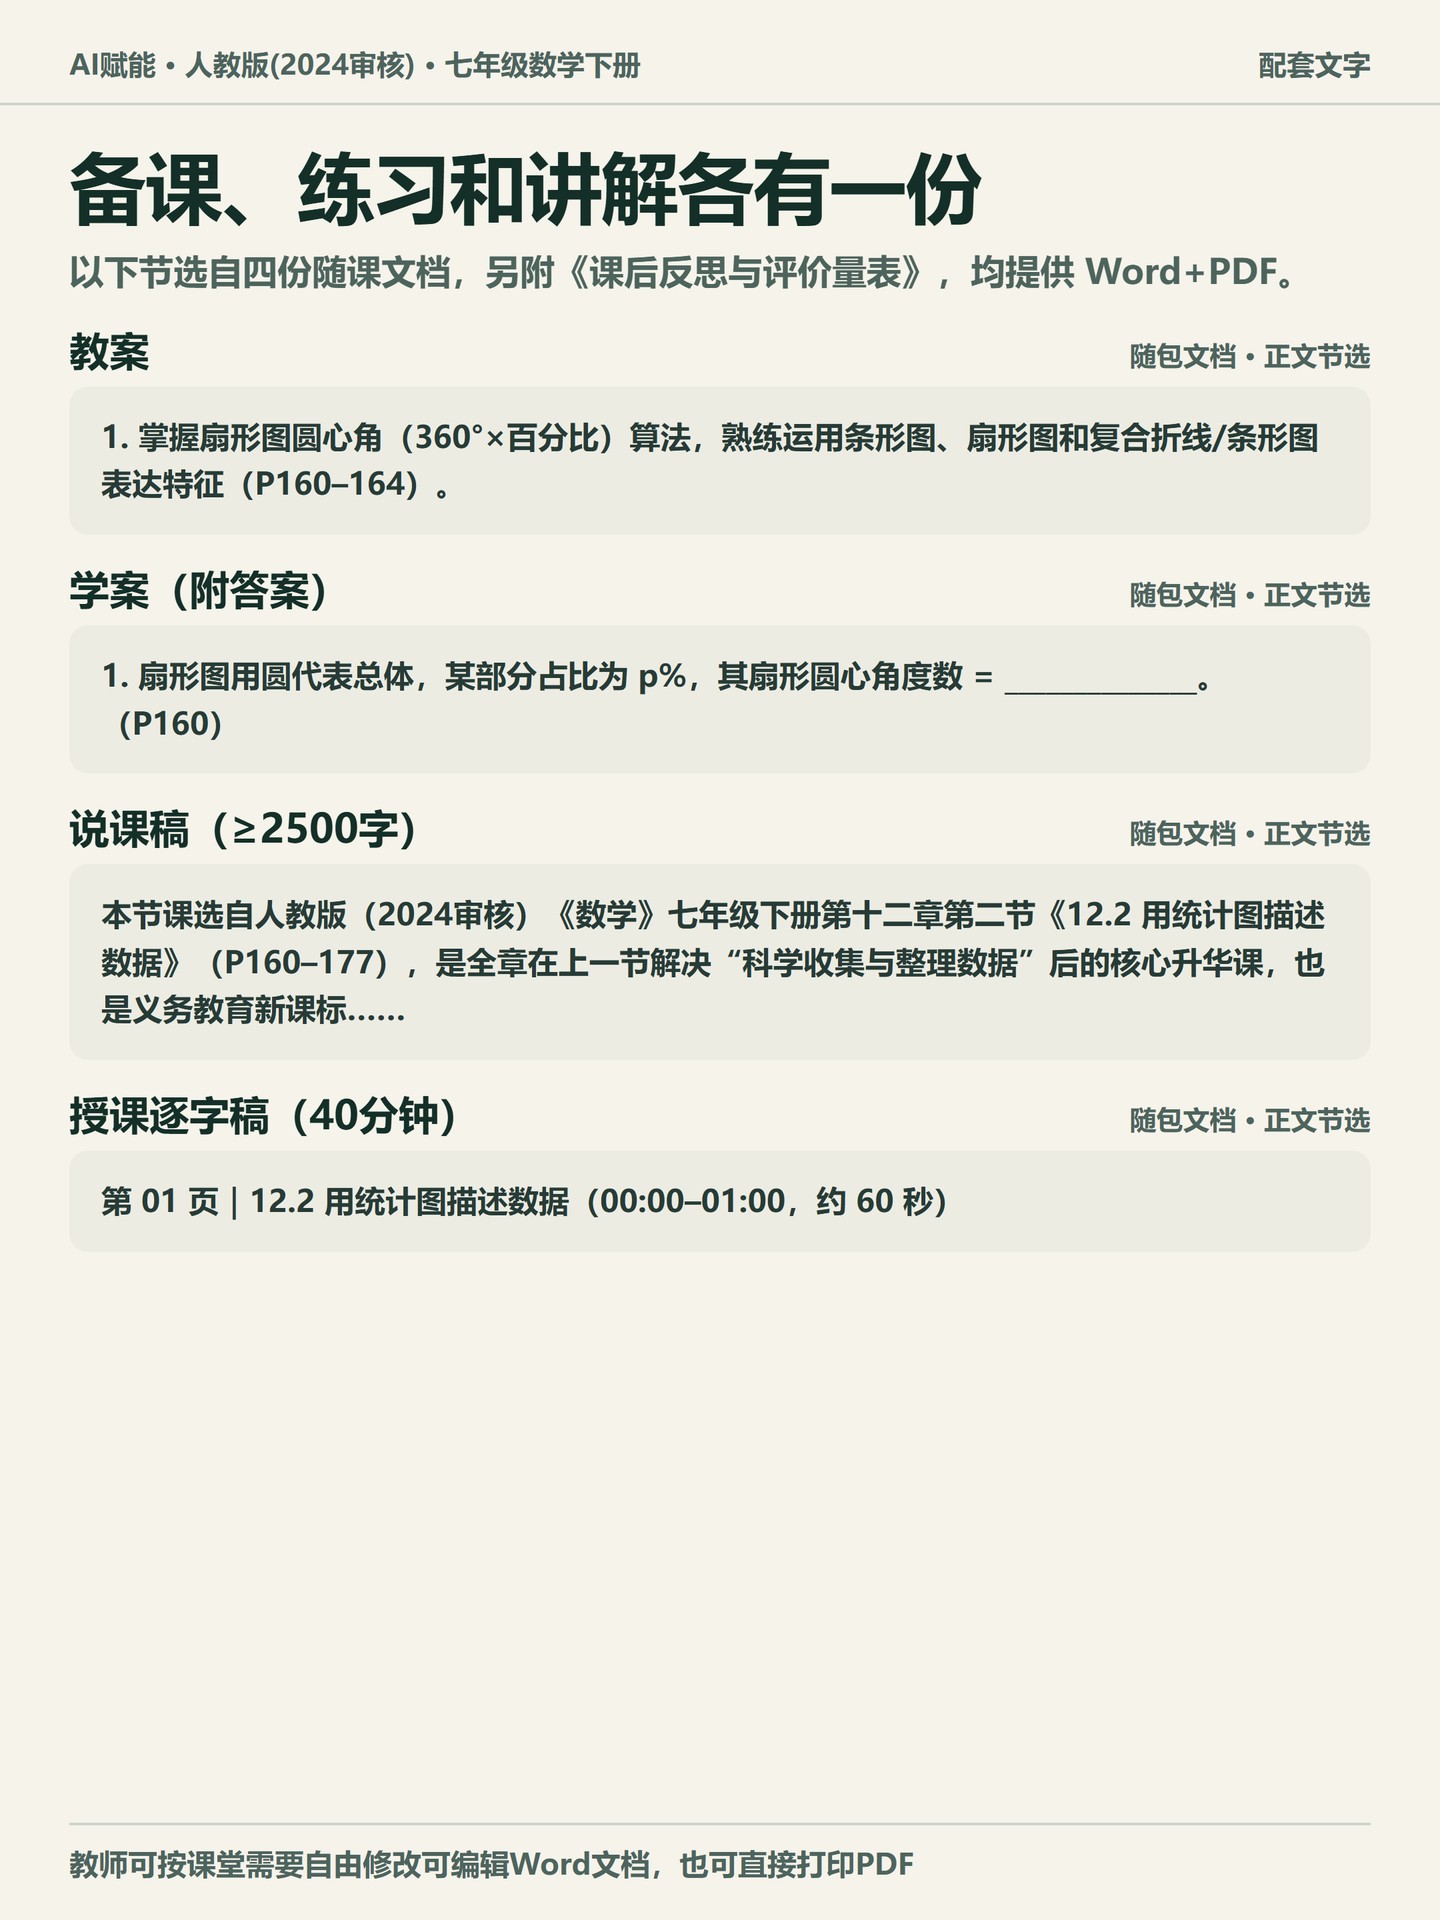 AI赋能 • 人教版(2024审核) • 七年级数学下册
配套文字
备课、练习和讲解各有一份
以下节选自四份随课文档，另附《课后反思与评价量表》，均提供 Word+PDF。
教案
随包文档 • 正文节选
1. 掌握扇形图圆心角（360°×百分比）算法，熟练运用条形图、扇形图和复合折线/条形图
表达特征（P160–164）。
学案（附答案）
随包文档 • 正文节选
1. 扇形图用圆代表总体，某部分占比为 p%，其扇形圆心角度数 = ______________。
（P160）
说课稿（≥2500字）
随包文档 • 正文节选
本节课选自人教版（2024审核）《数学》七年级下册第十二章第二节《12.2 用统计图描述
数据》（P160–177），是全章在上一节解决“科学收集与整理数据”后的核心升华课，也
是义务教育新课标……
授课逐字稿（40分钟）
随包文档 • 正文节选
第 01 页｜12.2 用统计图描述数据（00:00–01:00，约 60 秒）
教师可按课堂需要自由修改可编辑Word文档，也可直接打印PDF